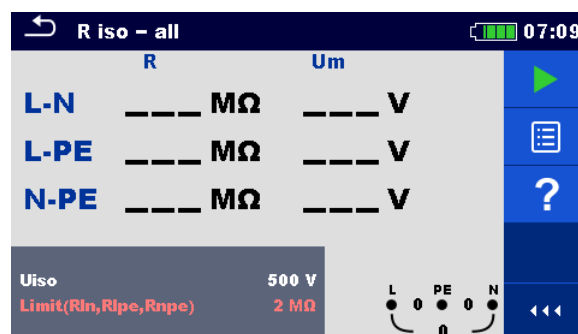 R iso – all 07:09
R Um
L-N ___ MΩ ___ V
L-PE ___ MΩ ___ V
N-PE ___ MΩ ___ V
?
Uiso 500 V
Limit(Rln,Rlpe,Rnpe) 2 MΩ
L PE N
0 0
0